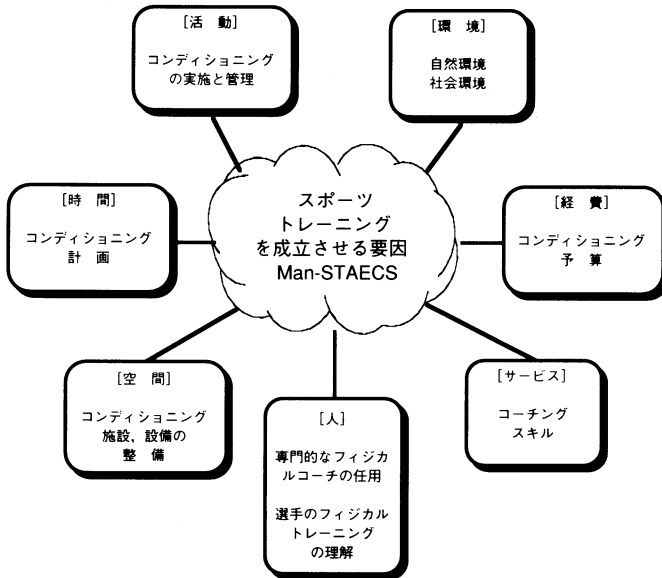 [活　動]
コンディショニング
の実施と管理
[環　境]
自然環境
社会環境
[時　間]
コンディショニング
計　画
スポーツ
トレーニング
を成立させる要因
Man-STAECS
[経　費]
コンディショニング
予　算
[空　間]
コンディショニング
施設，設備の
整　備
[人]
専門的なフィジカ
ルコーチの任用
選手のフィジカル
トレーニング
の理解
[サービス]
コーチング
スキル